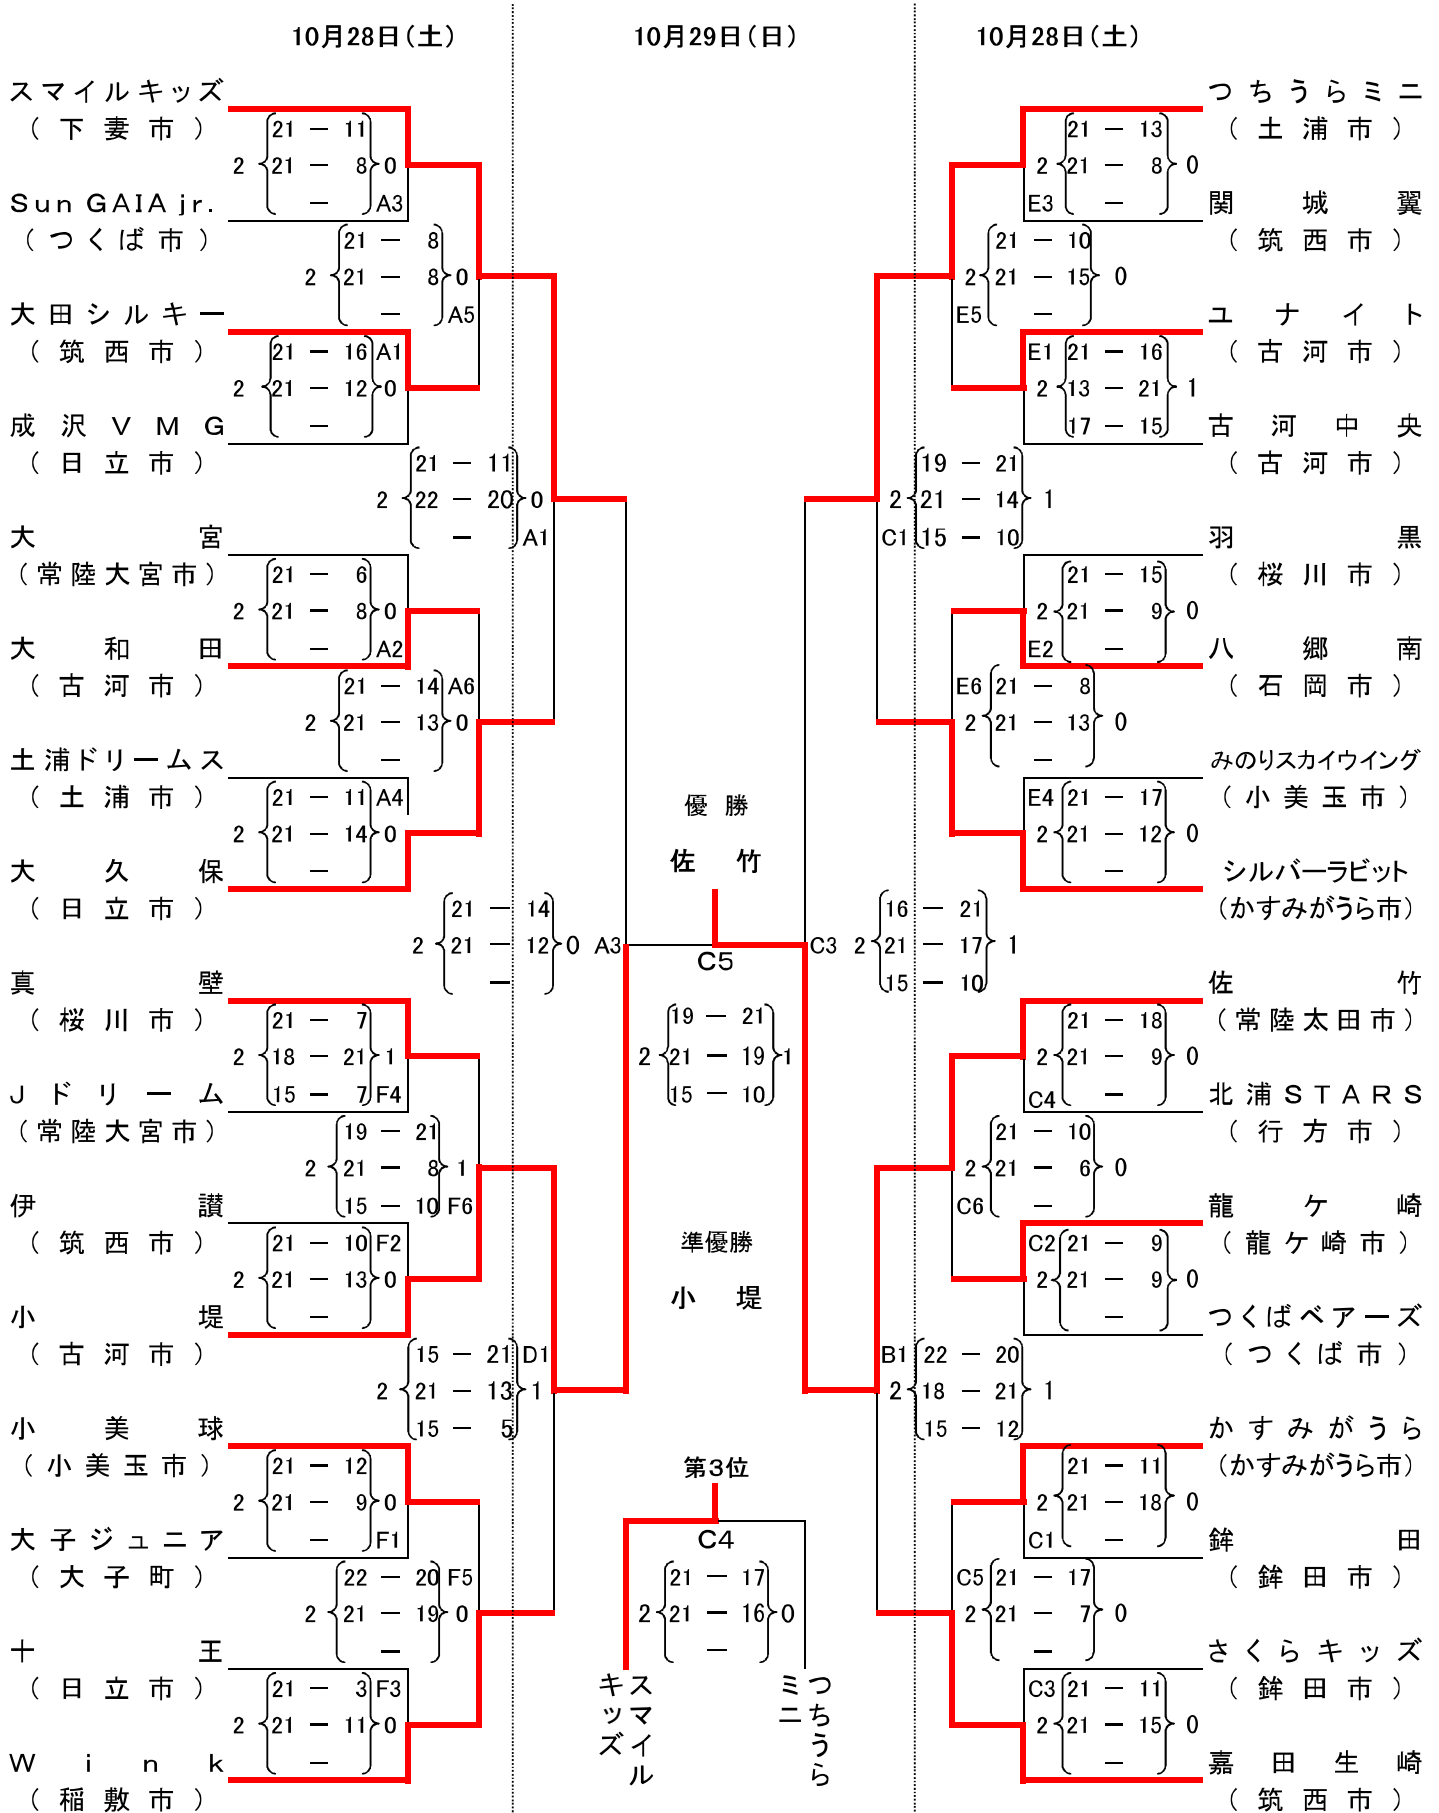 10月28日(土)
10月29日(日)
10月28日(土)
スマイルキッズ
(下妻市)
21 — 11
2 21 — 8 0
— A3
Sun GAIA jr.
(つくば市)
21 — 8
2 21 — 8 0
— A5
大田シルキー
(筑西市)
21 — 16 A1
2 21 — 12 0
—
成沢VMG
(日立市)
21 — 11
2 22 — 20 0
— A1
大宮
(常陸大宮市)
21 — 6
2 21 — 8 0
— A2
大和田
(古河市)
21 — 14 A6
2 21 — 13 0
—
土浦ドリームス
(土浦市)
21 — 11 A4
2 21 — 14 0
—
大久保
(日立市)
21 — 14
2 21 — 12 0 A3
—
真壁
(桜川市)
21 — 7
2 18 — 21 1
15 — 7 F4
Jドリーム
(常陸大宮市)
19 — 21
2 21 — 8 1
15 — 10 F6
伊讃
(筑西市)
21 — 10 F2
2 21 — 13 0
—
小堤
(古河市)
15 — 21 D1
2 21 — 13 1
15 — 5
小美球
(小美玉市)
21 — 12
2 21 — 9 0
— F1
大子ジュニア
(大子町)
22 — 20 F5
2 21 — 19 0
—
十王
(日立市)
21 — 3 F3
2 21 — 11 0
—
Wink
(稲敷市)
優勝
佐竹
C5
19 — 21
2 21 — 19 1
15 — 10
準優勝
小堤
第3位
C4
21 — 17
2 21 — 16 0
—
スマイル
キッズ
つちうら
ミニ
つちうらミニ
(土浦市)
21 — 13
2 21 — 8 0
E3 —
関城翼
(筑西市)
21 — 10
2 21 — 15 0
E5 —
ユナイト
(古河市)
E1 21 — 16
2 13 — 21 1
17 — 15
古河中央
(古河市)
19 — 21
2 21 — 14 1
C1 15 — 10
羽黒
(桜川市)
21 — 15
2 21 — 9 0
E2 —
八郷南
(石岡市)
E6 21 — 8
2 21 — 13 0
—
みのりスカイウイング
(小美玉市)
E4 21 — 17
2 21 — 12 0
—
シルバーラビット
(かすみがうら市)
16 — 21
C3 2 21 — 17 1
15 — 10
佐竹
(常陸太田市)
21 — 18
2 21 — 9 0
C4 —
北浦STARS
(行方市)
21 — 10
2 21 — 6 0
C6 —
龍ケ崎
(龍ケ崎市)
C2 21 — 9
2 21 — 9 0
—
つくばベアーズ
(つくば市)
B1 22 — 20
2 18 — 21 1
15 — 12
かすみがうら
(かすみがうら市)
21 — 11
2 21 — 18 0
C1 —
鉾田
(鉾田市)
C5 21 — 17
2 21 — 7 0
—
さくらキッズ
(鉾田市)
C3 21 — 11
2 21 — 15 0
—
嘉田生崎
(筑西市)